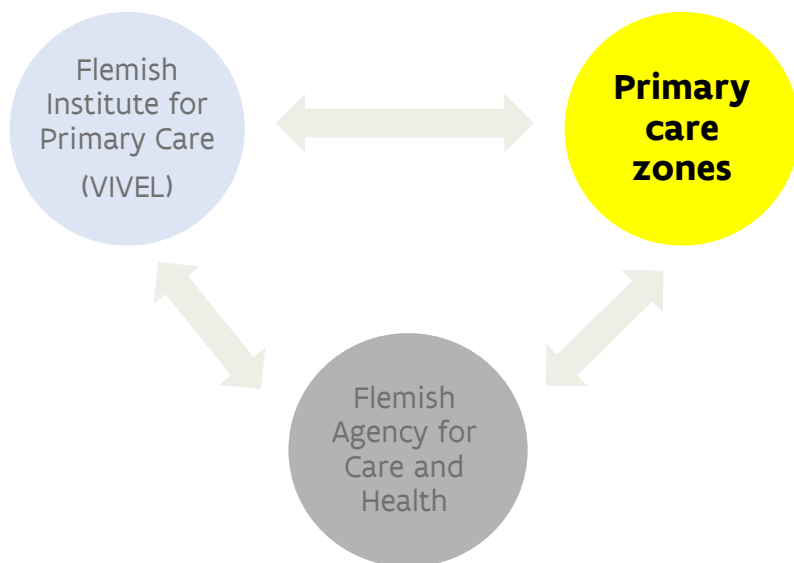 Flemish
Institute for
Primary Care
(VIVEL)
Primary
care
zones
Flemish
Agency for
Care and
Health